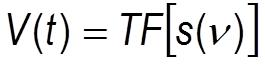 V(t) = TF[s(ν)]